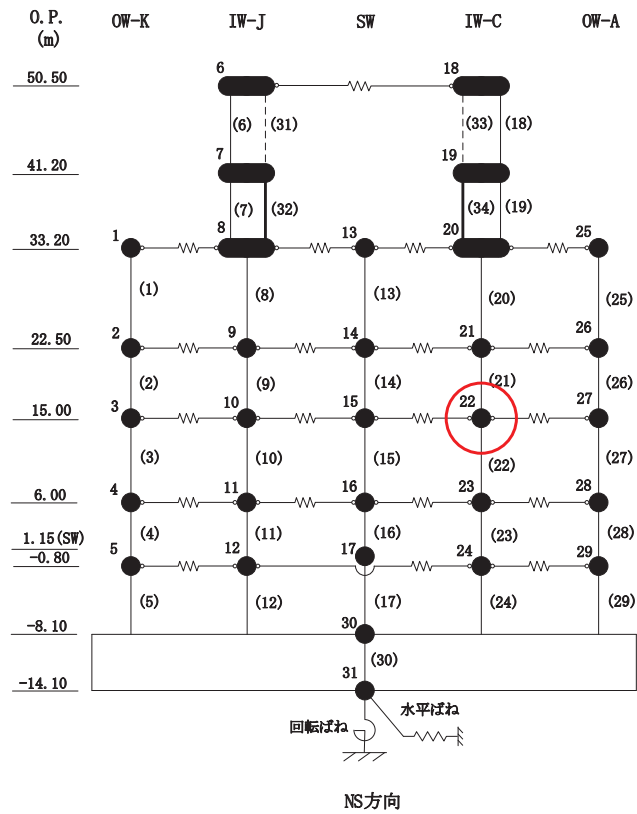 O.P. OW-K IW-J SW IW-C OW-A
(m)
6 18
50.50
(6) (31) (33) (18)
7 19
41.20
(7) (32) (34) (19)
1 8 13 20 25
33.20
(1) (8) (13) (20) (25)
2 9 14 21 26
22.50
(2) (9) (14) (21) (26)
3 10 15 22 27
15.00
(3) (10) (15) (22) (27)
4 11 16 23 28
6.00
(4) (11) (16) (23) (28)
1.15(SW)
5 12 17 24 29
-0.80
(5) (12) (17) (24) (29)
30
-8.10
(30)
31
-14.10
水平ばね
回転ばね
NS方向